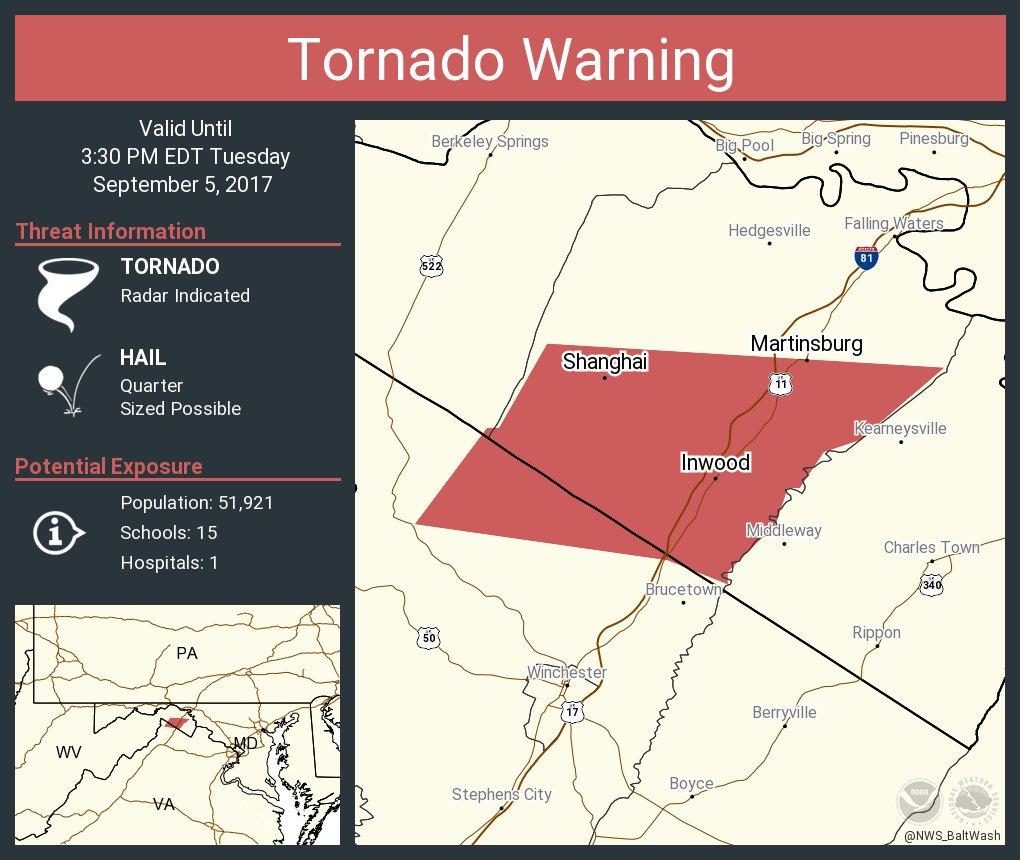 Tornado Warning
Valid Until
3:30 PM EDT Tuesday
September 5, 2017
Threat Information
TORNADO
Radar Indicated
HAIL
Quarter
Sized Possible
Potential Exposure
Population: 51,921
Schools: 15
Hospitals: 1
PA
WV
MD
VA
Berkeley Springs
Big Pool
Big Spring
Pinesburg
Hedgesville
Falling Waters
522
81
Martinsburg
Shanghai
11
Kearneysville
Inwood
Middleway
Charles Town
340
Brucetown
50
Rippon
Winchester
17
Berryville
Boyce
Stephens City
NOAA
@NWS_BaltWash